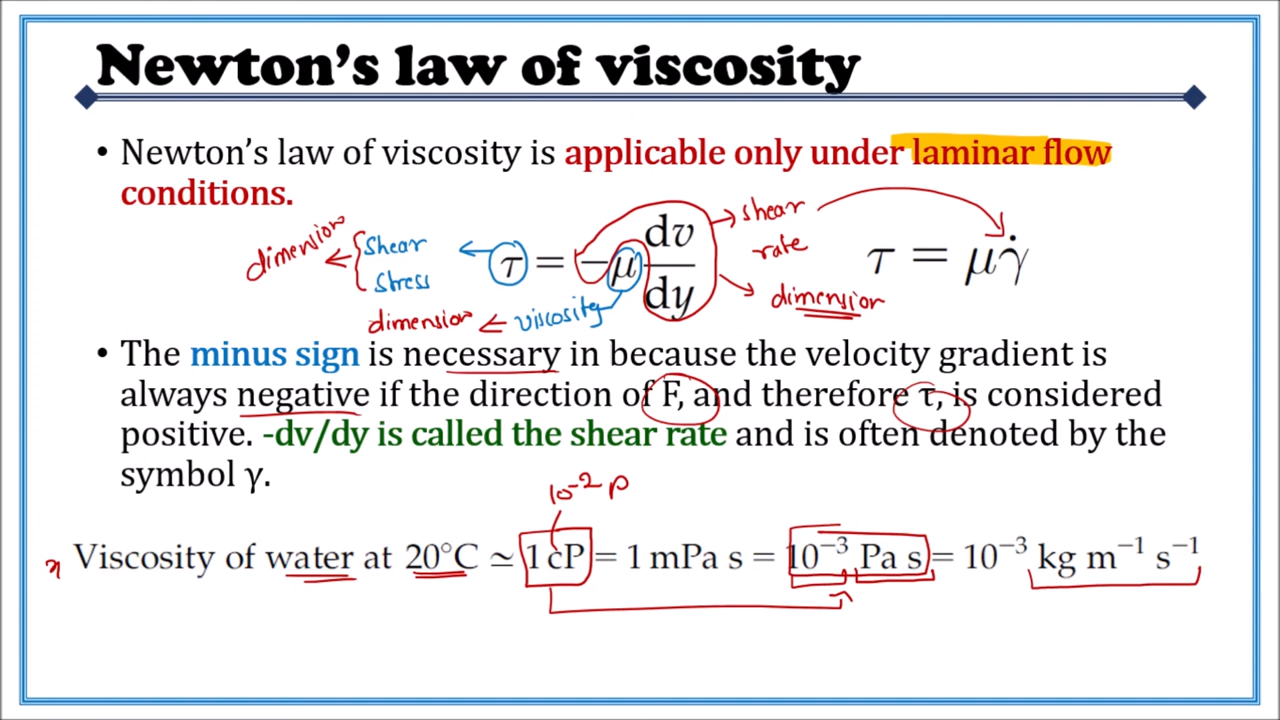 Newton's law of viscosity
• Newton's law of viscosity is applicable only under laminar flow
conditions.
dimension ← { Shear Stress ← τ = −μ dv/dy → shear rate
τ = μγ̇
→ dimension
dimension ← viscosity
• The minus sign is necessary in because the velocity gradient is
always negative if the direction of F, and therefore τ, is considered
positive. -dv/dy is called the shear rate and is often denoted by the
symbol γ.
10⁻² P
Viscosity of water at 20°C ≃ 1 cP = 1 mPa s = 10⁻³ Pa s = 10⁻³ kg m⁻¹ s⁻¹